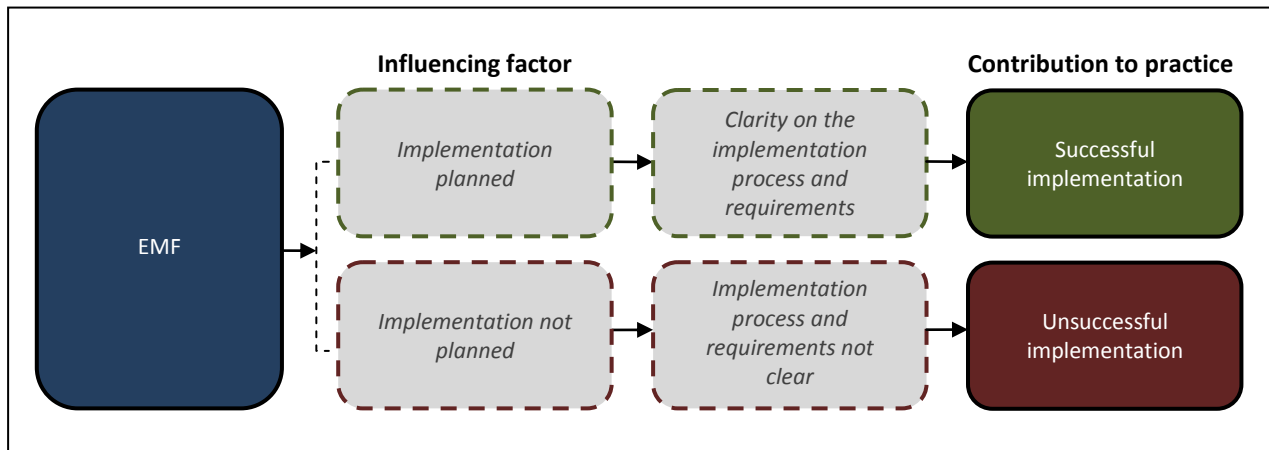 Influencing factor
Contribution to practice
EMF
Implementation
planned
Clarity on the
implementation
process and
requirements
Successful
implementation
Implementation not
planned
Implementation
process and
requirements not
clear
Unsuccessful
implementation